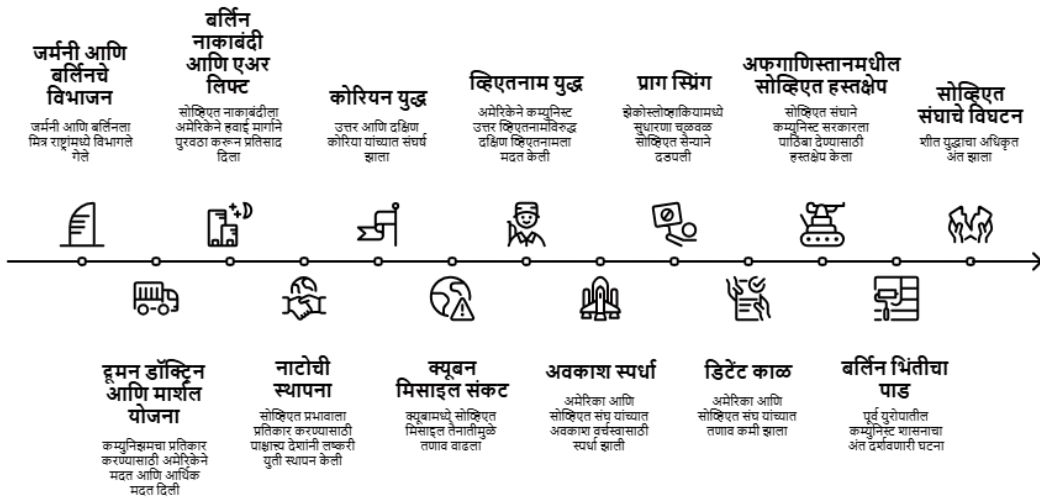 जर्मनी आणि
बर्लिनचे
विभाजन
जर्मनी आणि बर्लिनला
मित्र राष्ट्रांमध्ये विभागले
गेले
बर्लिन
नाकाबंदी
आणि एअर
लिफ्ट
सोव्हिएत नाकाबंदीला
अमेरिकेने हवाई मार्गाने
पुरवठा करून प्रतिसाद
दिला
कोरियन युद्ध
उत्तर आणि दक्षिण
कोरिया यांच्यात संघर्ष
झाला
व्हिएतनाम युद्ध
अमेरिकेने कम्युनिस्ट
उत्तर व्हिएतनामविरुद्ध
दक्षिण व्हिएतनामला
मदत केली
प्राग स्प्रिंग
झेकोस्लोव्हाकियामध्ये
सुधारणा चळवळ
सोव्हिएत सैन्याने
दडपली
अफगाणिस्तानमधील
सोव्हिएत हस्तक्षेप
सोव्हिएत संघाने
कम्युनिस्ट सरकारला
पाठिंबा देण्यासाठी
हस्तक्षेप केला
सोव्हिएत
संघाचे विघटन
शीत युद्धाचा अधिकृत
अंत झाला
ट्रूमन डॉक्ट्रिन
आणि मार्शल
योजना
कम्युनिझमचा प्रतिकार
करण्यासाठी अमेरिकेने
मदत आणि आर्थिक
मदत दिली
नाटोची
स्थापना
सोव्हिएत प्रभावाला
प्रतिकार करण्यासाठी
पाश्चात्त्य देशांनी लष्करी
युती स्थापन केली
क्यूबन
मिसाइल संकट
क्यूबामध्ये सोव्हिएत
मिसाइल तैनातीमुळे
तणाव वाढला
अवकाश स्पर्धा
अमेरिका आणि
सोव्हिएत संघ यांच्यात
अवकाश वर्चस्वासाठी
स्पर्धा झाली
डिटेंट काळ
अमेरिका आणि
सोव्हिएत संघ यांच्यात
तणाव कमी झाला
बर्लिन भिंतीचा
पाड
पूर्व युरोपातील
कम्युनिस्ट शासनाचा
अंत दर्शवणारी घटना